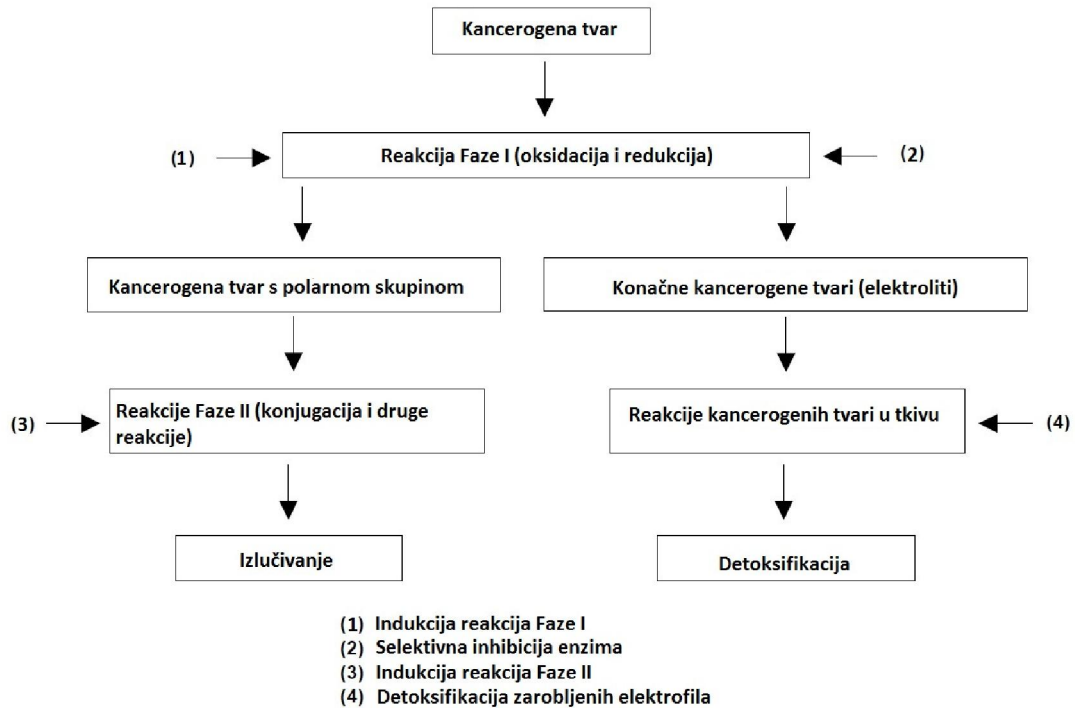 Kancerogena tvar
(1)
Reakcija Faze I (oksidacija i redukcija)
(2)
Kancerogena tvar s polarnom skupinom
Konačne kancerogene tvari (elektroliti)
(3)
Reakcije Faze II (konjugacija i druge
reakcije)
Reakcije kancerogenih tvari u tkivu
(4)
Izlučivanje
Detoksifikacija
(1) Indukcija reakcija Faze I
(2) Selektivna inhibicija enzima
(3) Indukcija reakcija Faze II
(4) Detoksifikacija zarobljenih elektrofila